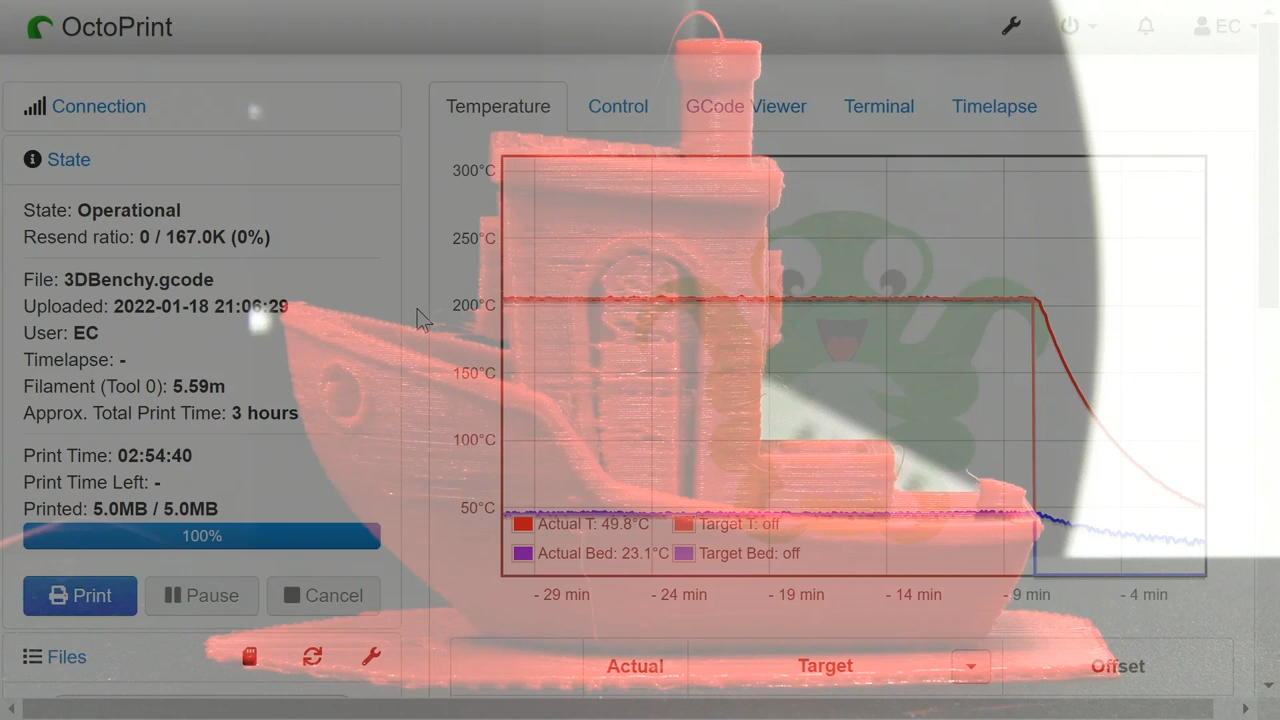 OctoPrint
EC
Connection
Temperature
Control
GCode Viewer
Terminal
Timelapse
State
State: Operational
Resend ratio: 0 / 167.0K (0%)
File: 3DBenchy.gcode
Uploaded: 2022-01-18 21:06:29
User: EC
Timelapse: -
Filament (Tool 0): 5.59m
Approx. Total Print Time: 3 hours
Print Time: 02:54:40
Print Time Left: -
Printed: 5.0MB / 5.0MB
100%
Print
Pause
Cancel
Files
300°C
250°C
200°C
150°C
100°C
50°C
Actual T: 49.8°C
Target T: off
Actual Bed: 23.1°C
Target Bed: off
- 29 min
- 24 min
- 19 min
- 14 min
- 9 min
- 4 min
Actual
Target
Offset